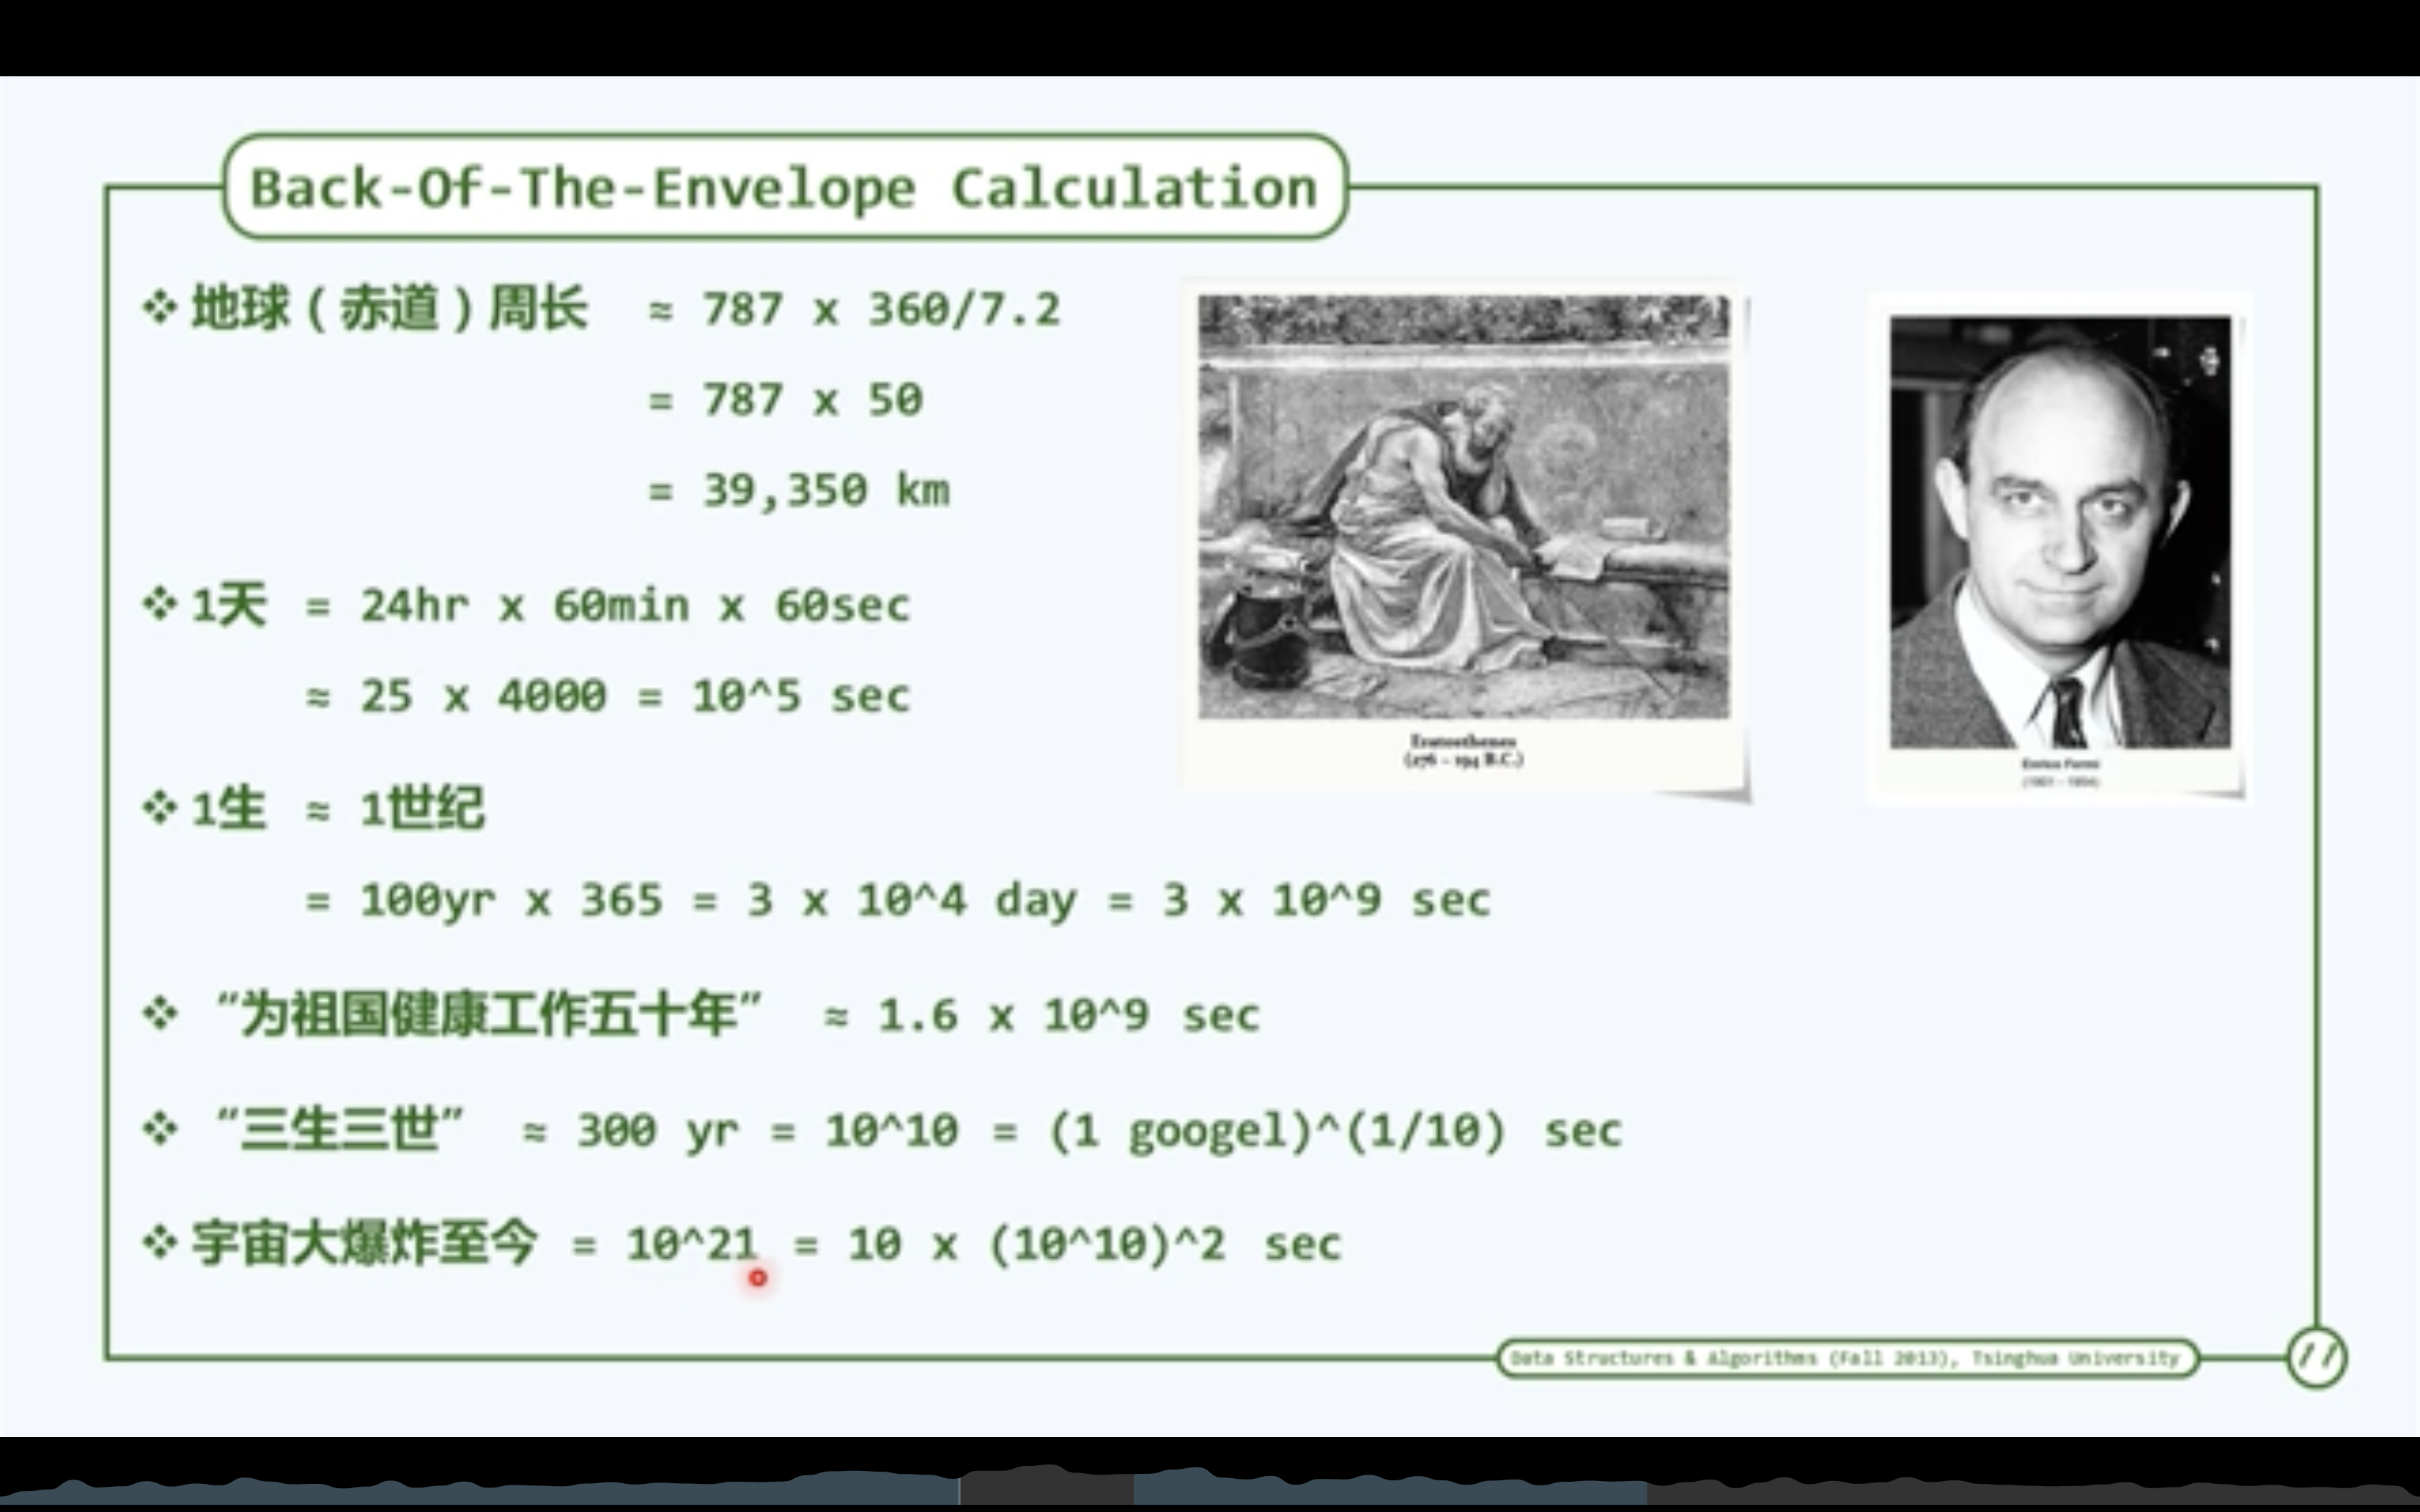 Back-Of-The-Envelope Calculation
地球(赤道)周长 ≈ 787 x 360/7.2
= 787 x 50
= 39,350 km
1天 = 24hr x 60min x 60sec
≈ 25 x 4000 = 10^5 sec
Eratosthenes
(276 – 194 B.C.)
Enrico Fermi
(1901 - 1954)
1生 ≈ 1世纪
= 100yr x 365 = 3 x 10^4 day = 3 x 10^9 sec
“为祖国健康工作五十年” ≈ 1.6 x 10^9 sec
“三生三世” ≈ 300 yr = 10^10 = (1 googel)^(1/10) sec
宇宙大爆炸至今 = 10^21 = 10 x (10^10)^2 sec
Data Structures & Algorithms (Fall 2013), Tsinghua University